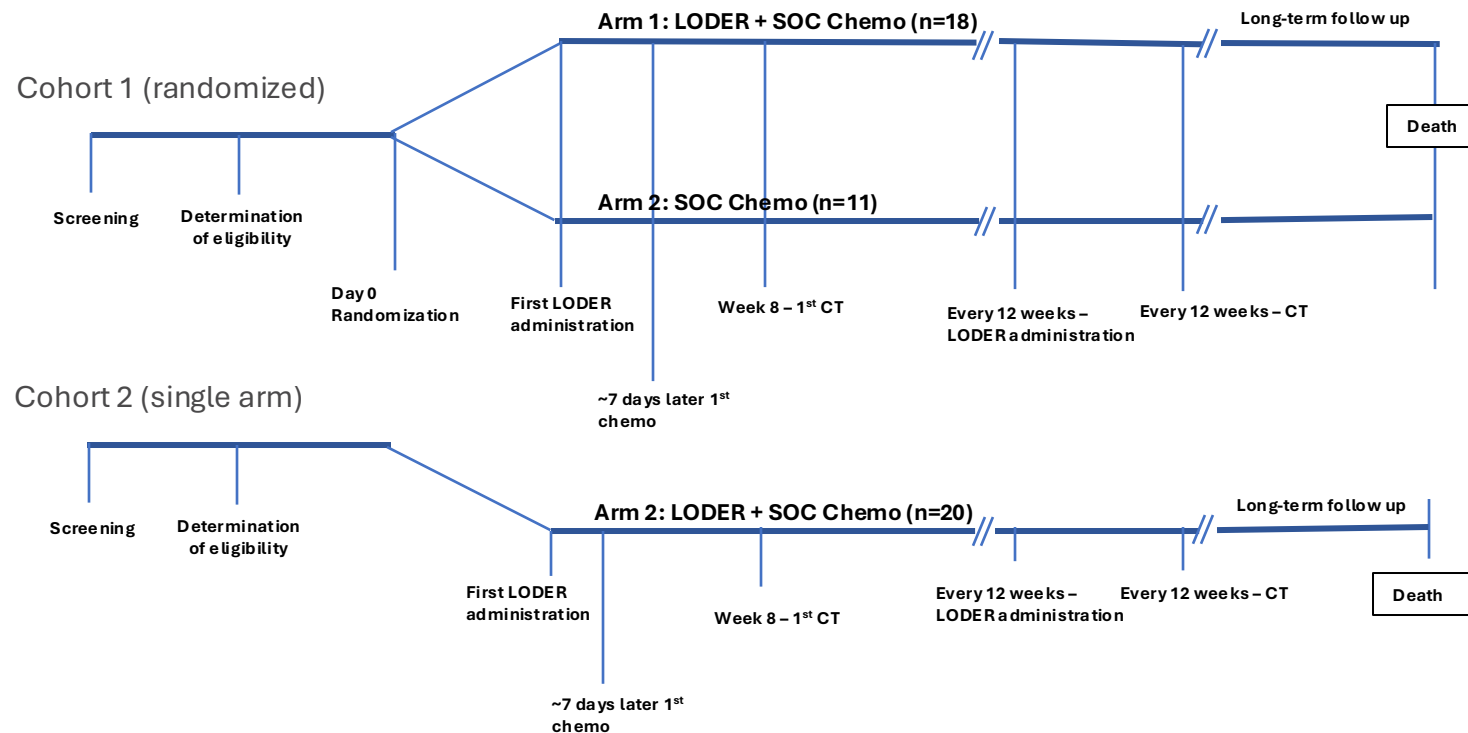 Arm 1: LODER + SOC Chemo (n=18)
Long-term follow up
Cohort 1 (randomized)
Death
Arm 2: SOC Chemo (n=11)
Screening
Determination
of eligibility
Day 0
Randomization
First LODER
administration
Week 8 – 1st CT
Every 12 weeks –
LODER administration
Every 12 weeks – CT
~7 days later 1st
chemo
Cohort 2 (single arm)
Arm 2: LODER + SOC Chemo (n=20)
Long-term follow up
Screening
Determination
of eligibility
First LODER
administration
Week 8 – 1st CT
Every 12 weeks –
LODER administration
Every 12 weeks – CT
Death
~7 days later 1st
chemo